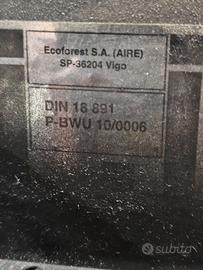 Ecoforest S.A. (AIRE)
SP-36204 Vigo
DIN 18 891
P-BWU 10/0006
subito